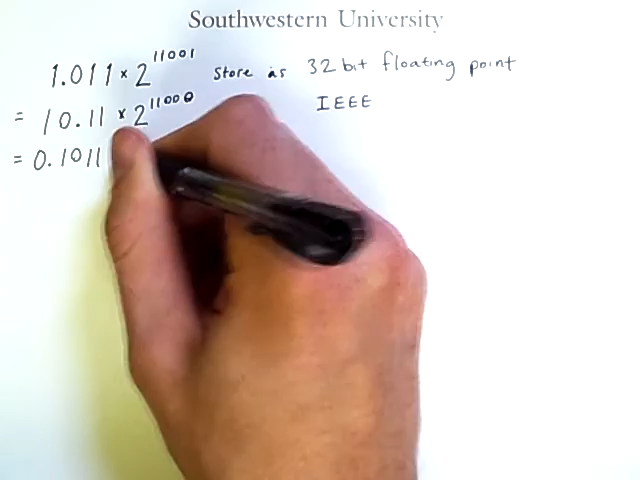 Southwestern University
1.011 × 2^11001 Store as 32 bit floating point
= 10.11 × 2^11000 IEEE
= 0.1011